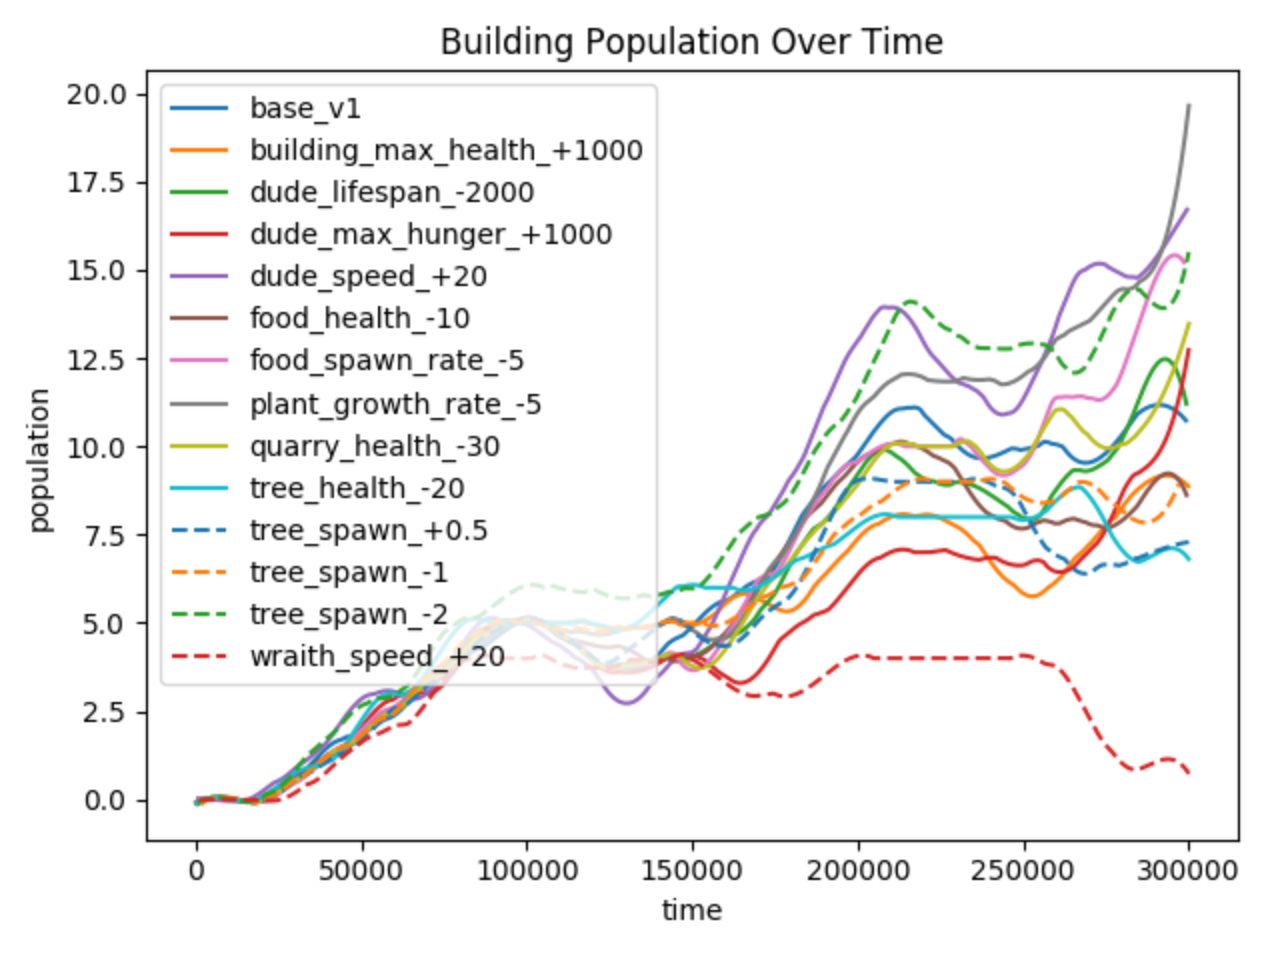 Building Population Over Time
20.0
17.5
15.0
12.5
10.0
7.5
5.0
2.5
0.0
population
base_v1
building_max_health_+1000
dude_lifespan_-2000
dude_max_hunger_+1000
dude_speed_+20
food_health_-10
food_spawn_rate_-5
plant_growth_rate_-5
quarry_health_-30
tree_health_-20
tree_spawn_+0.5
tree_spawn_-1
tree_spawn_-2
wraith_speed_+20
0 50000 100000 150000 200000 250000 300000
time